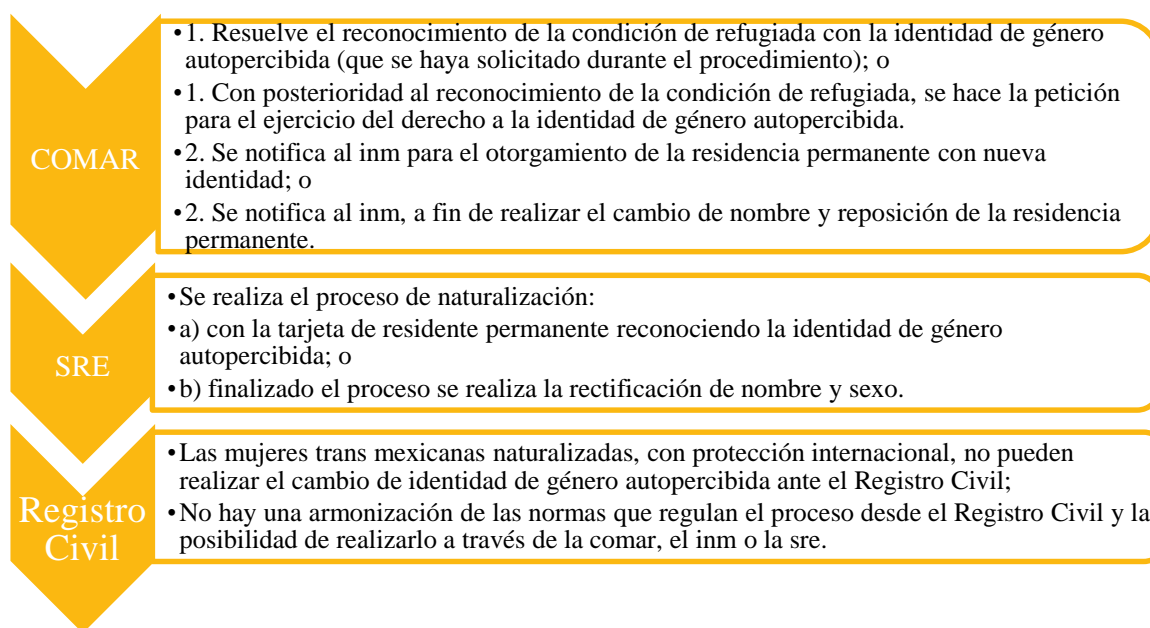 COMAR
•1. Resuelve el reconocimiento de la condición de refugiada con la identidad de género
autopercibida (que se haya solicitado durante el procedimiento); o
•1. Con posterioridad al reconocimiento de la condición de refugiada, se hace la petición
para el ejercicio del derecho a la identidad de género autopercibida.
•2. Se notifica al inm para el otorgamiento de la residencia permanente con nueva
identidad; o
•2. Se notifica al inm, a fin de realizar el cambio de nombre y reposición de la residencia
permanente.
SRE
•Se realiza el proceso de naturalización:
•a) con la tarjeta de residente permanente reconociendo la identidad de género
autopercibida; o
•b) finalizado el proceso se realiza la rectificación de nombre y sexo.
Registro
Civil
•Las mujeres trans mexicanas naturalizadas, con protección internacional, no pueden
realizar el cambio de identidad de género autopercibida ante el Registro Civil;
•No hay una armonización de las normas que regulan el proceso desde el Registro Civil y la
posibilidad de realizarlo a través de la comar, el inm o la sre.